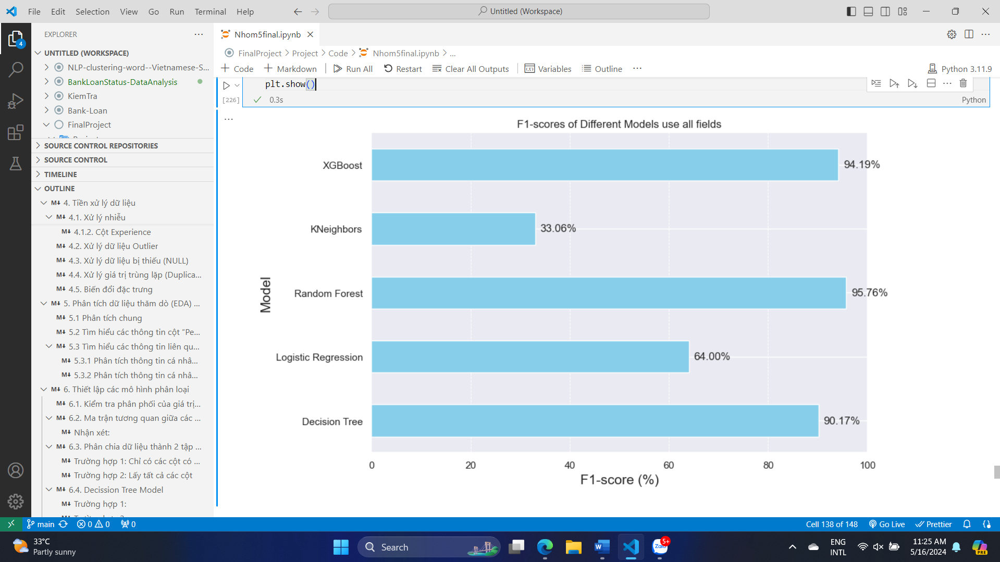 File Edit Selection View Go Run Terminal Help
Untitled (Workspace)
4
EXPLORER
UNTITLED (WORKSPACE)
NLP-clustering-word--Vietnamese-S...
BankLoanStatus-DataAnalysis
KiemTra
Bank-Loan
FinalProject
SOURCE CONTROL REPOSITORIES
SOURCE CONTROL
TIMELINE
OUTLINE
M↓ 4. Tiền xử lý dữ liệu
M↓ 4.1. Xử lý nhiễu
M↓ 4.1.2. Cột Experience
M↓ 4.2. Xử lý dữ liệu Outlier
M↓ 4.3. Xử lý dữ liệu bị thiếu (NULL)
M↓ 4.4. Xử lý giá trị trùng lặp (Duplica...
M↓ 4.5. Biến đổi đặc trưng
M↓ 5. Phân tích dữ liệu thăm dò (EDA) ...
M↓ 5.1 Phân tích chung
M↓ 5.2 Tìm hiểu các thông tin cột “Pe...
M↓ 5.3 Tìm hiểu các thông tin liên qu...
M↓ 5.3.1 Phân tích thông tin cá nhâ...
M↓ 5.3.2 Phân tích thông tin cá nhâ...
M↓ 6. Thiết lập các mô hình phân loại
M↓ 6.1. Kiểm tra phân phối của giá trị...
M↓ 6.2. Ma trận tương quan giữa các ...
M↓ Nhận xét:
M↓ 6.3. Phân chia dữ liệu thành 2 tập ...
M↓ Trường hợp 1: Chỉ có các cột có ...
M↓ Trường hợp 2: Lấy tất cả các cột
M↓ 6.4. Decission Tree Model
M↓ Trường hợp 1:
Nhom5final.ipynb
FinalProject > Project > Code > Nhom5final.ipynb > ...
Code Markdown Run All Restart Clear All Outputs Variables Outline ...
Python 3.11.9
plt.show()
[226] 0.3s
Python
F1-scores of Different Models use all fields
XGBoost 94.19%
KNeighbors 33.06%
Random Forest 95.76%
Logistic Regression 64.00%
Decision Tree 90.17%
Model
0 20 40 60 80 100
F1-score (%)
main 0 0 0
Cell 138 of 148 Go Live Prettier
33°C
Partly sunny
Search
Zalo
5+
ENG
INTL
11:25 AM
5/16/2024
PRE